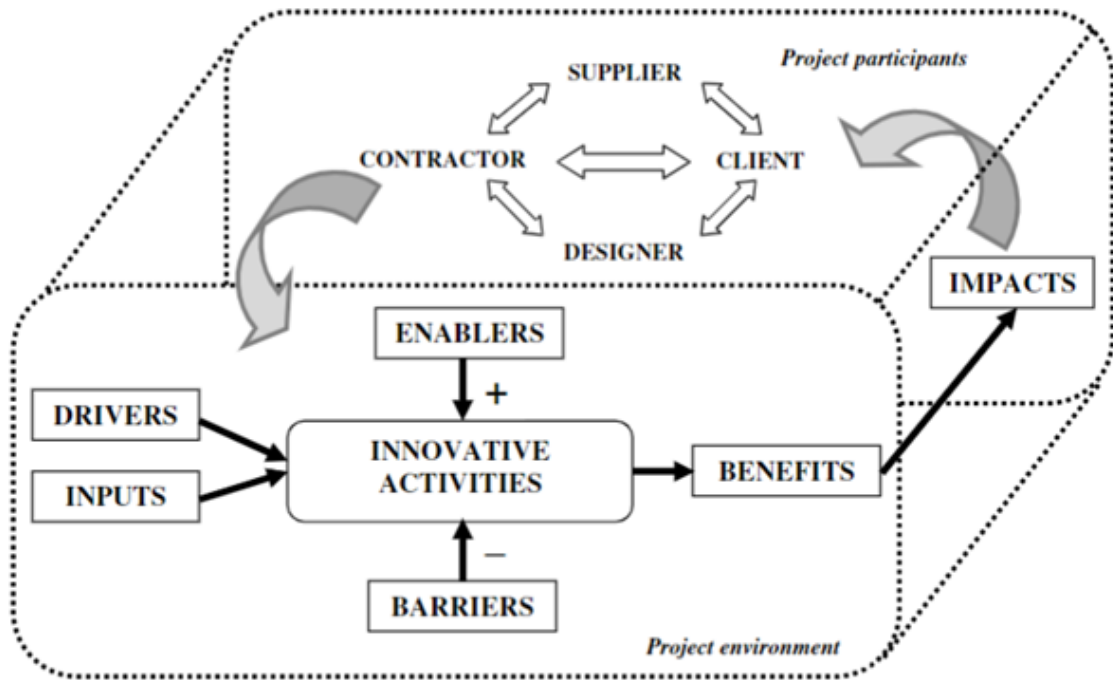 Project participants
SUPPLIER
CONTRACTOR
CLIENT
DESIGNER
IMPACTS
ENABLERS
+
DRIVERS
INNOVATIVE
ACTIVITIES
BENEFITS
INPUTS
–
BARRIERS
Project environment